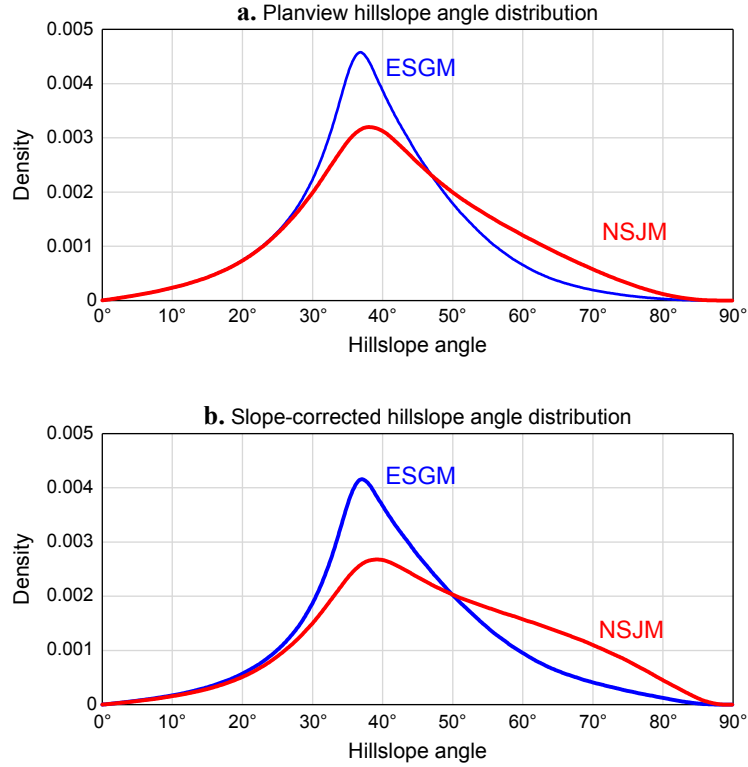 a. Planview hillslope angle distribution
0.005
0.004
0.003
0.002
0.001
0
Density
ESGM
NSJM
0° 10° 20° 30° 40° 50° 60° 70° 80° 90°
Hillslope angle
b. Slope-corrected hillslope angle distribution
0.005
0.004
0.003
0.002
0.001
0
Density
ESGM
NSJM
0° 10° 20° 30° 40° 50° 60° 70° 80° 90°
Hillslope angle